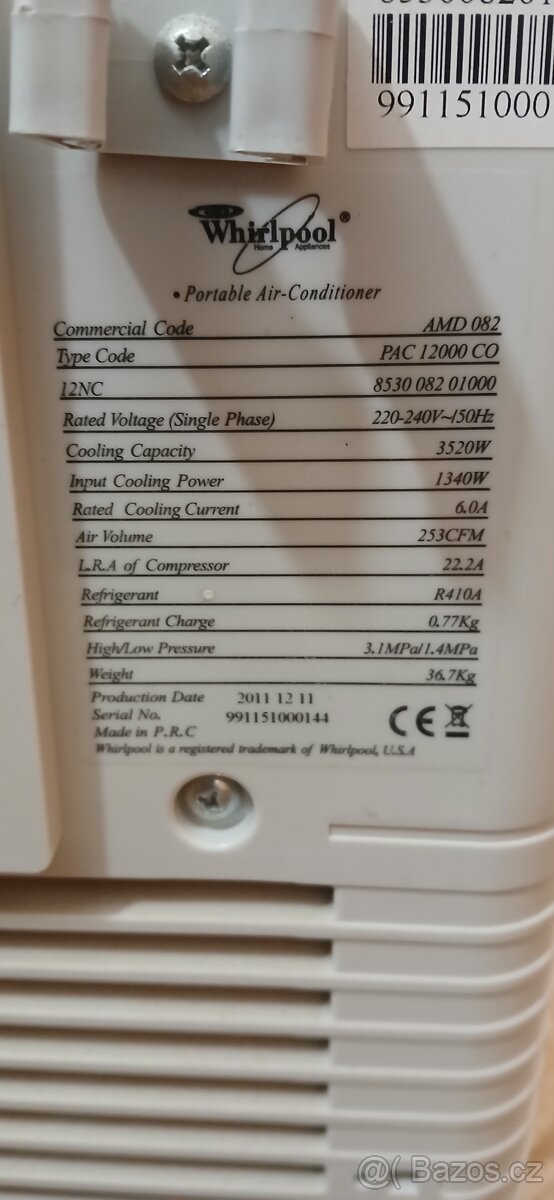 991151000
Whirlpool®
Home Appliances
• Portable Air-Conditioner
Commercial Code AMD 082
Type Code PAC 12000 CO
12NC 8530 082 01000
Rated Voltage (Single Phase) 220-240V~/50Hz
Cooling Capacity 3520W
Input Cooling Power 1340W
Rated Cooling Current 6.0A
Air Volume 253CFM
L.R.A of Compressor 22.2A
Refrigerant R410A
Refrigerant Charge 0.77Kg
High/Low Pressure 3.1MPa/1.4MPa
Weight 36.7Kg
Production Date 2011 12 11
Serial No. 991151000144
Made in P.R.C
Whirlpool is a registered trademark of Whirlpool, U.S.A
CE
@( Bazoš.cz